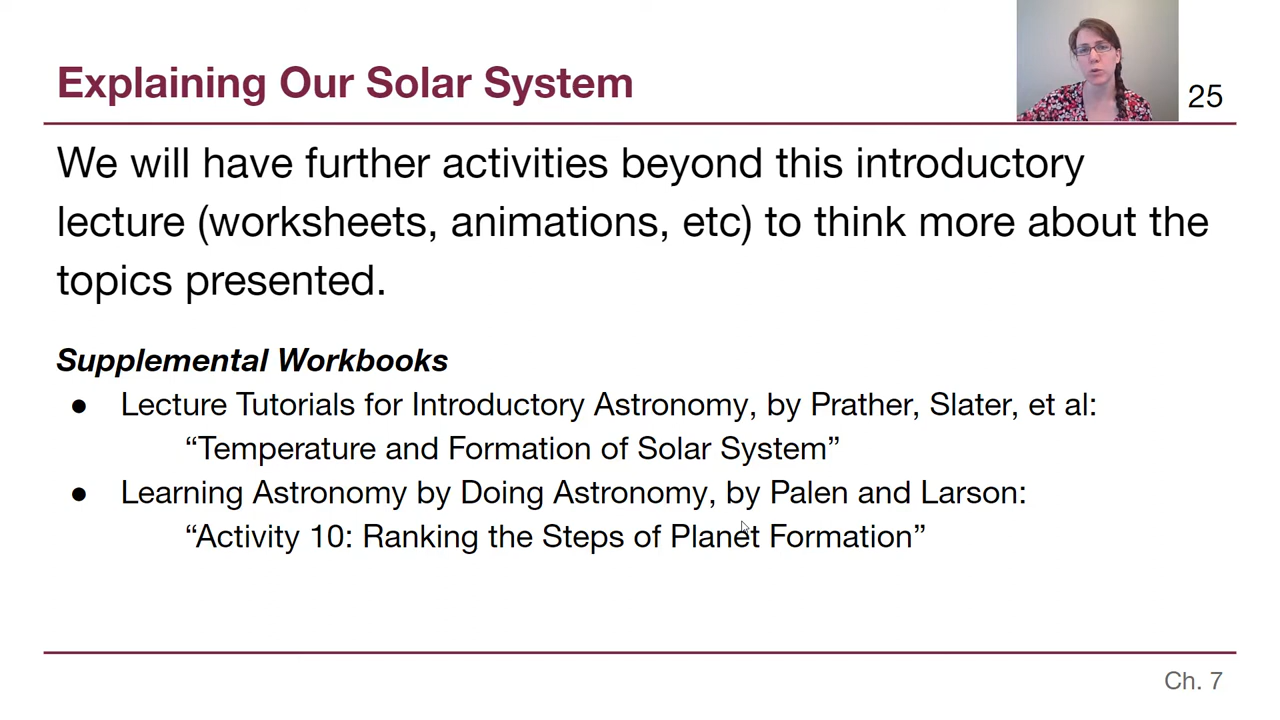 Explaining Our Solar System
25
We will have further activities beyond this introductory
lecture (worksheets, animations, etc) to think more about the
topics presented.
Supplemental Workbooks
● Lecture Tutorials for Introductory Astronomy, by Prather, Slater, et al:
“Temperature and Formation of Solar System”
● Learning Astronomy by Doing Astronomy, by Palen and Larson:
“Activity 10: Ranking the Steps of Planet Formation”
Ch. 7